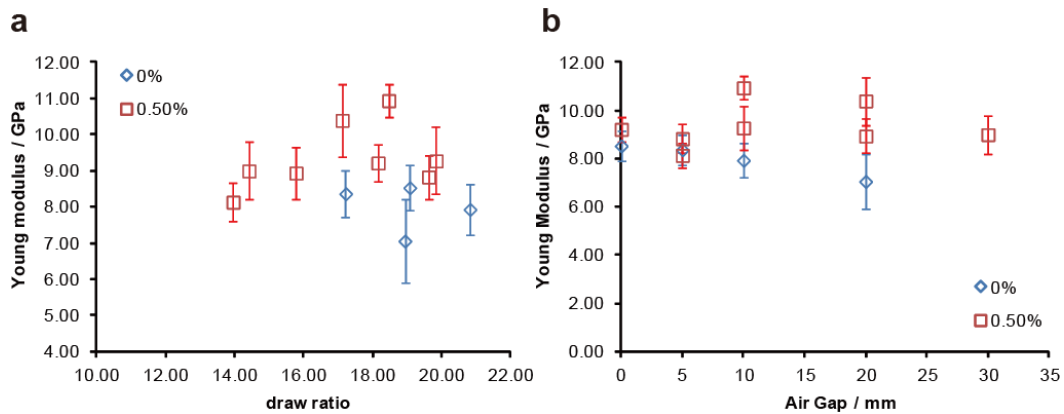 a
12.00
11.00
10.00
9.00
8.00
7.00
6.00
5.00
4.00
Young modulus / GPa
0%
0.50%
10.00 12.00 14.00 16.00 18.00 20.00 22.00
draw ratio
b
12.00
10.00
8.00
6.00
4.00
2.00
0.00
Young Modulus / GPa
0%
0.50%
0 5 10 15 20 25 30 35
Air Gap / mm